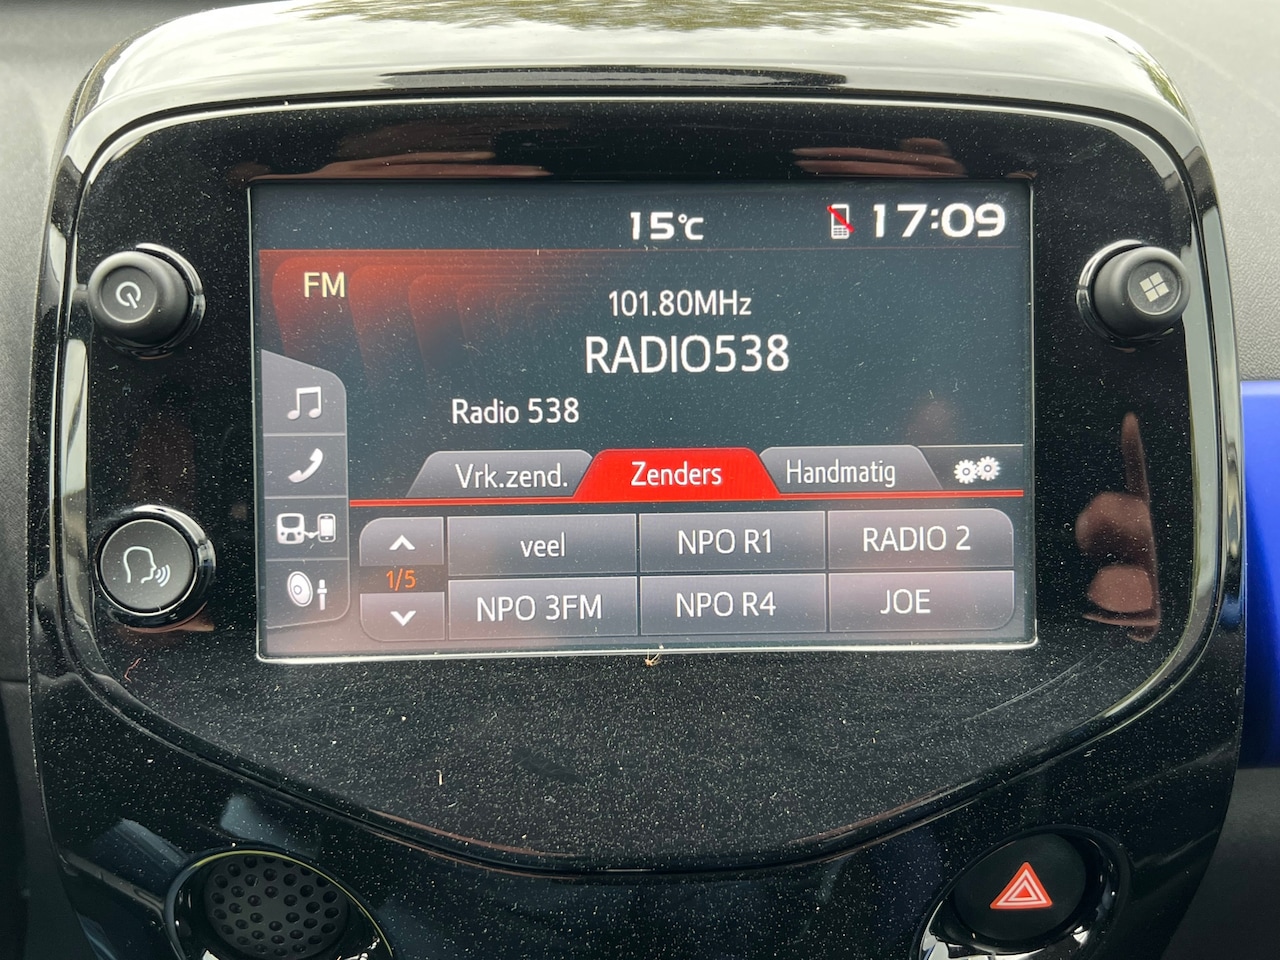 15℃ 17:09
FM
101.80MHz
RADIO538
Radio 538
Vrk.zend. Zenders Handmatig
veel NPO R1 RADIO 2
1/5
NPO 3FM NPO R4 JOE